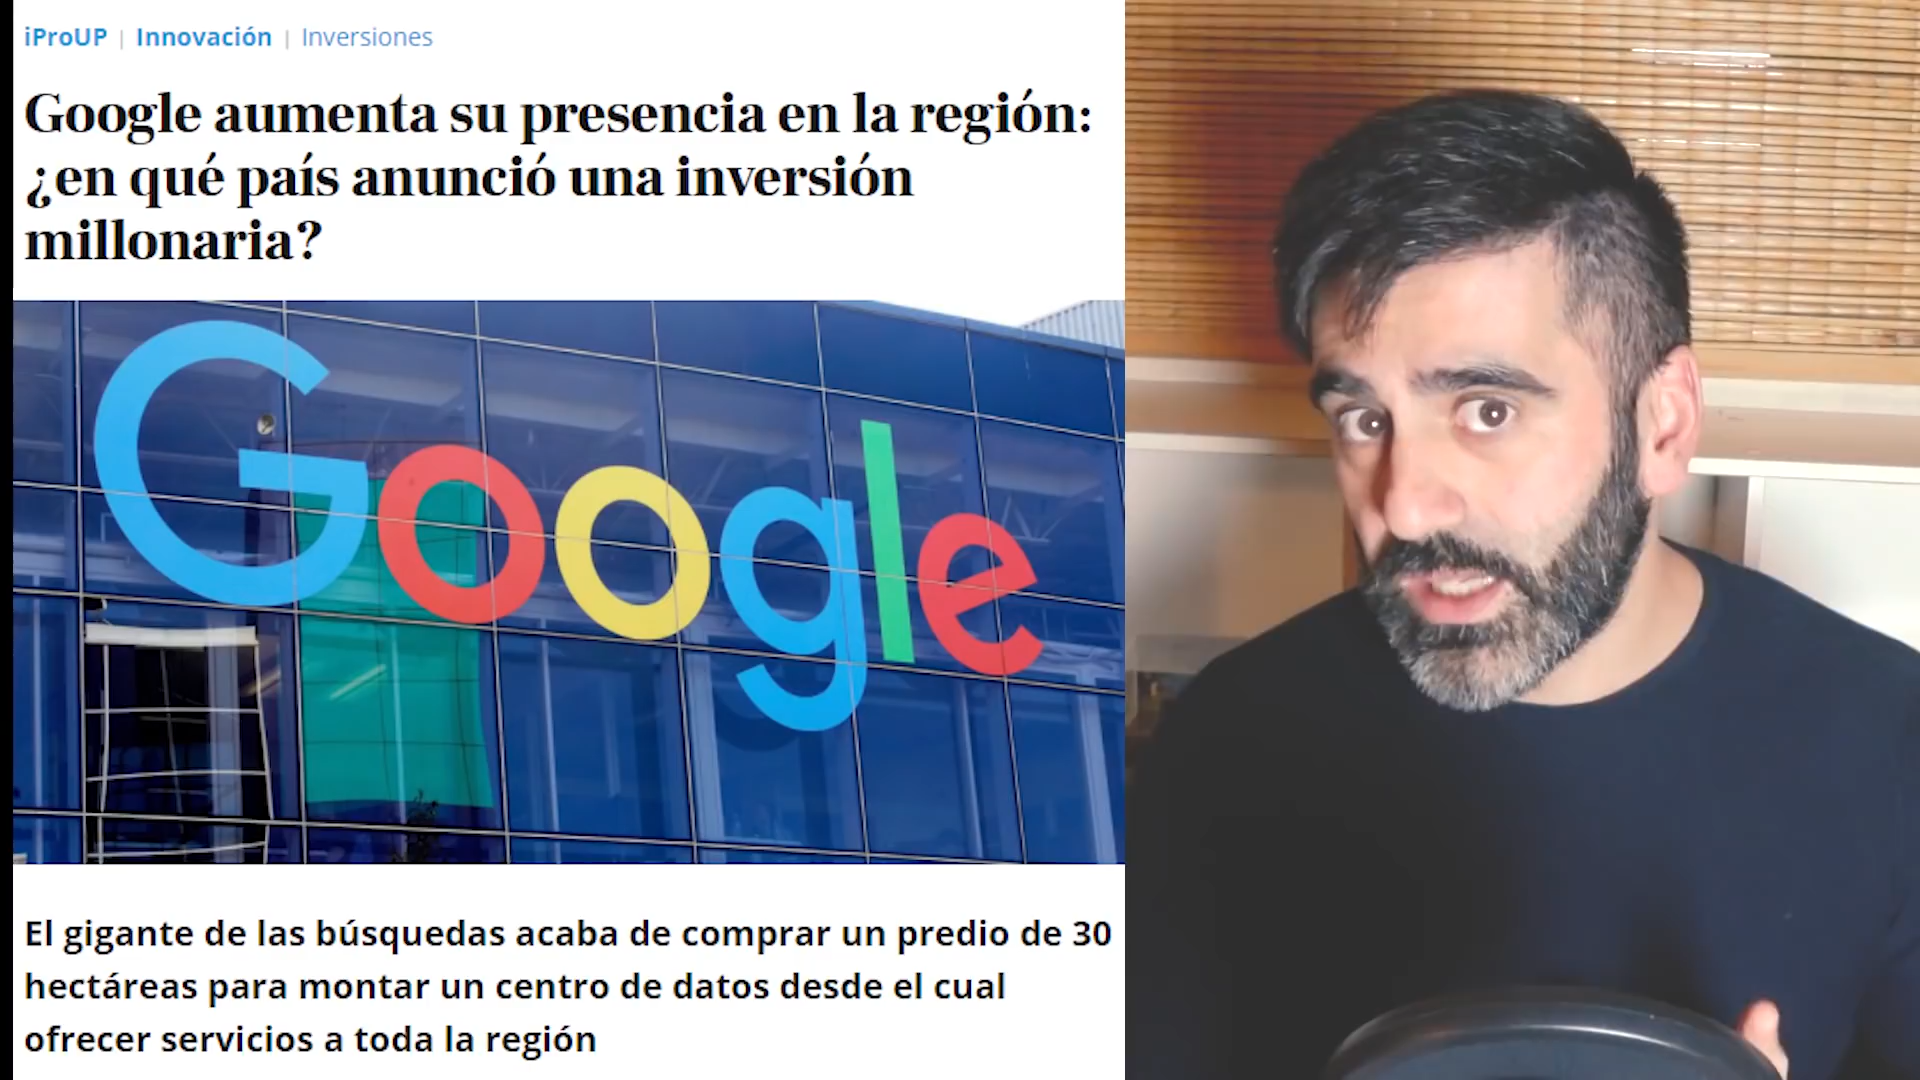 iProUP | Innovación | Inversiones
Google aumenta su presencia en la región:
¿en qué país anunció una inversión
millonaria?
Google
El gigante de las búsquedas acaba de comprar un predio de 30
hectáreas para montar un centro de datos desde el cual
ofrecer servicios a toda la región